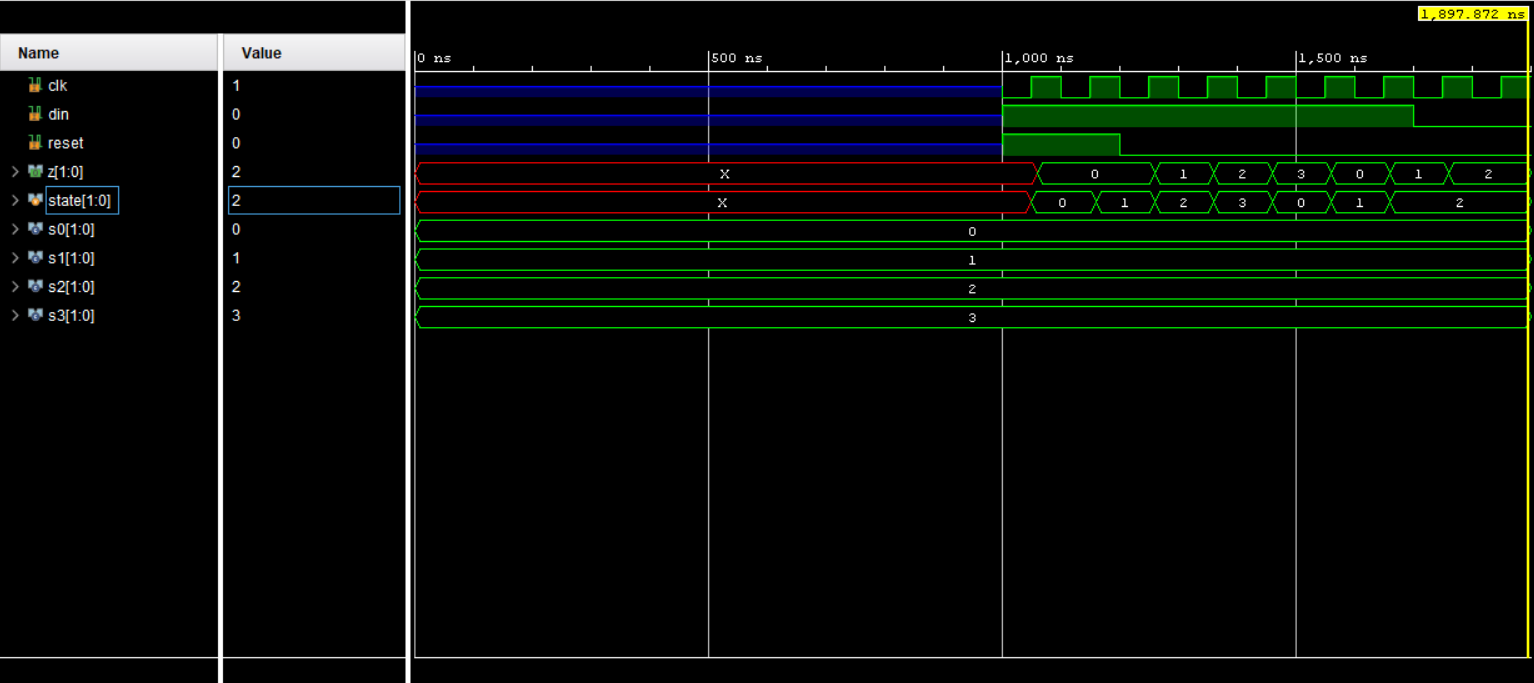 1,897.872 ns
Name Value
0 ns 500 ns 1,000 ns 1,500 ns
clk 1
din 0
reset 0
z[1:0] 2 X 0 1 2 3 0 1 2
state[1:0] 2 X 0 1 2 3 0 1 2
s0[1:0] 0 0
s1[1:0] 1 1
s2[1:0] 2 2
s3[1:0] 3 3